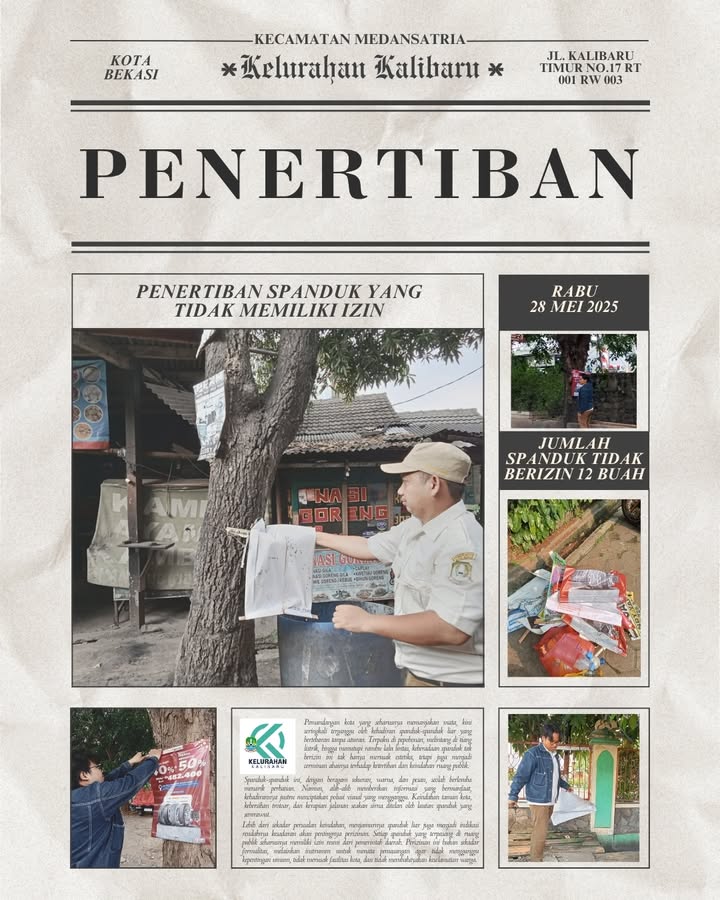 KECAMATAN MEDANSATRIA
KOTA
BEKASI
*Kelurahan Kalibaru*
JL. KALIBARU
TIMUR NO.17 RT
001 RW 003
PENERTIBAN
PENERTIBAN SPANDUK YANG
TIDAK MEMILIKI IZIN
RABU
28 MEI 2025
JUMLAH
SPANDUK TIDAK
BERIZIN 12 BUAH
NASI
GORENG
NASI GO
KELURAHAN
KALIBARU
Pemandangan kota yang seharusnya memanjakan mata, kini
seringkali terganggu oleh kehadiran spanduk-spanduk liar yang
bertebaran tanpa aturan. Terpaku di pepohonan, melintang di tiang
listrik, hingga menutupi rambu lalu lintas, keberadaan spanduk tak
berizin ini tak hanya merusak estetika, tetapi juga menjadi
cerminan abainya terhadap ketertiban dan keindahan ruang publik.
Spanduk-spanduk ini, dengan beragam ukuran, warna, dan pesan, seolah berlomba
menarik perhatian. Namun, alih-alih memberikan informasi yang bermanfaat,
kehadirannya justru menciptakan polusi visual yang mengganggu. Keindahan taman kota,
kebersihan trotoar, dan kerapian jalanan seakan sirna ditelan oleh lautan spanduk yang
semrawut.
Lebih dari sekadar persoalan keindahan, menjamurnya spanduk liar juga menjadi indikasi
rendahnya kesadaran akan pentingnya perizinan. Setiap spanduk yang terpasang di ruang
publik seharusnya memiliki izin resmi dari pemerintah daerah. Perizinan ini bukan sekadar
formalitas, melainkan instrumen untuk menata pemasangan agar tidak mengganggu
kepentingan umum, tidak merusak fasilitas kota, dan tidak membahayakan keselamatan warga.